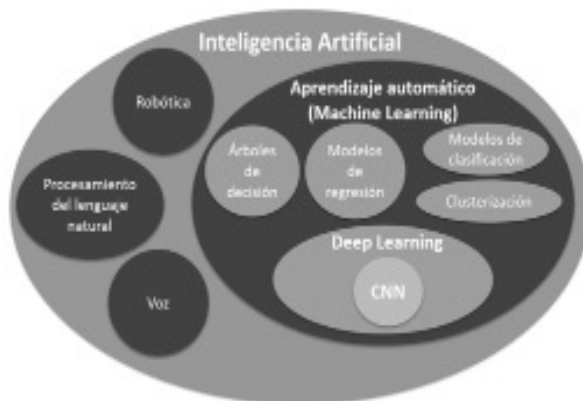 Inteligencia Artificial
Robótica
Aprendizaje automático
(Machine Learning)
Árboles
de
decisión
Modelos
de
regresión
Modelos de
clasificación
Procesamiento
del lenguaje
natural
Clusterización
Deep Learning
CNN
Voz